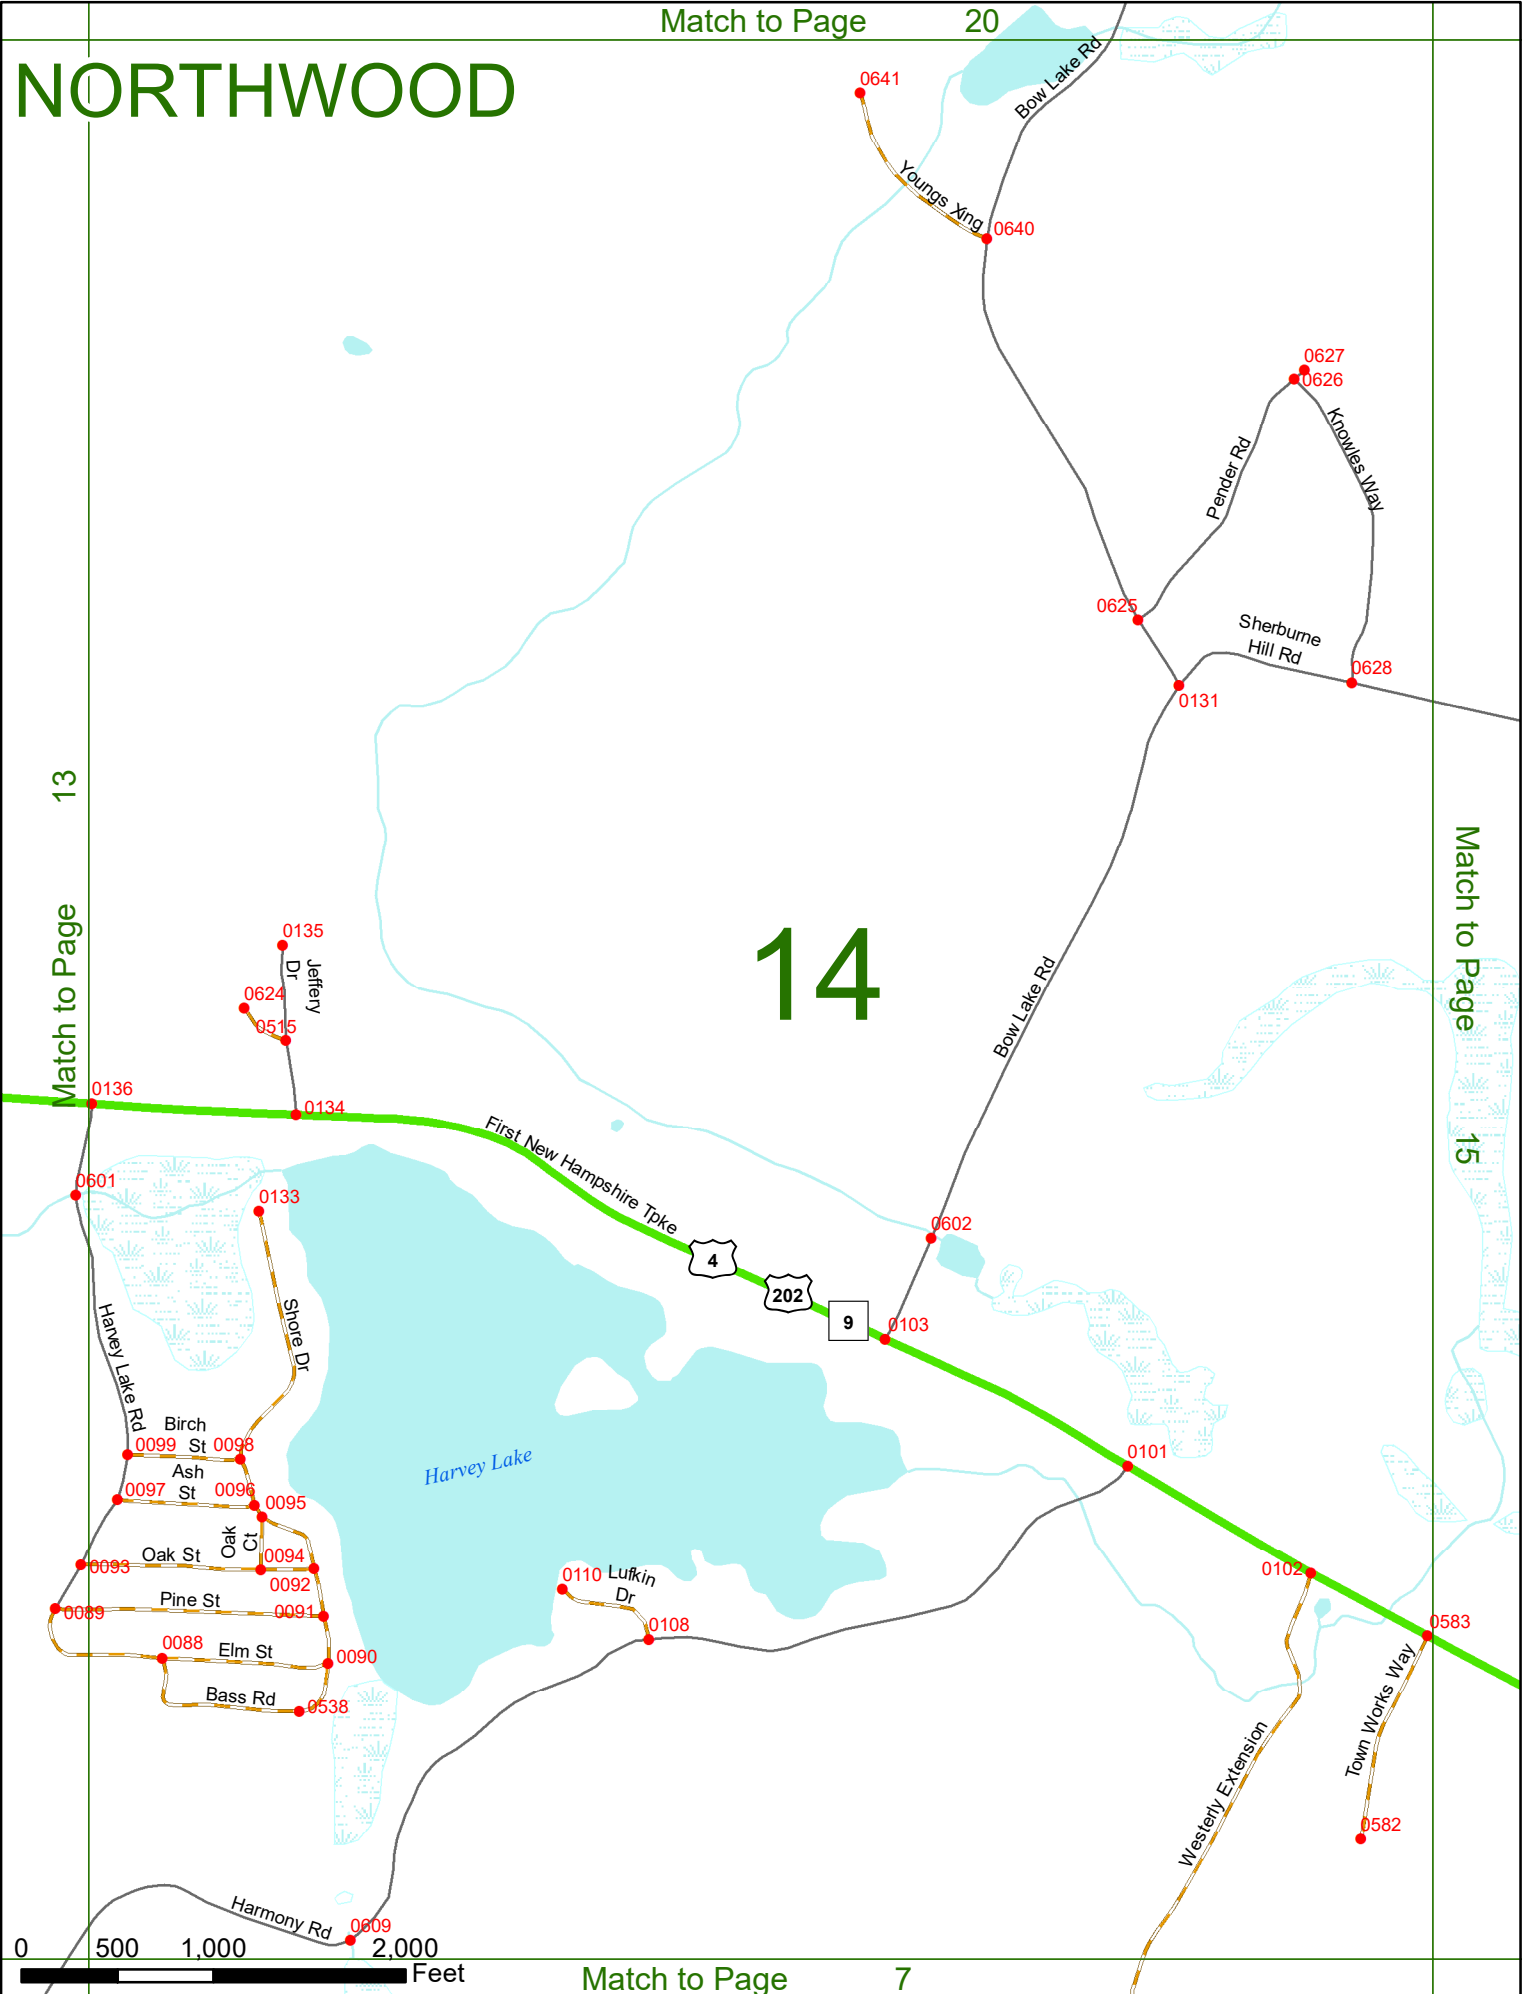 Match to Page 20
NORTHWOOD
0641
Bow Lake Rd
Youngs Xing
0640
0627
0626
Knowles Way
Pender Rd
0625
Sherburne
Hill Rd
0628
0131
13
Match to Page
Match to Page
15
14
0135
Jeffery
Dr
0624
0515
Bow Lake Rd
0136
0134
First New Hampshire Tpke
0601
0133
0602
4
202
9
0103
Shore Dr
Harvey Lake Rd
Birch
St
0099
0098
Harvey Lake
0101
Ash
St
0097
0096
0095
Oak
Ct
Oak St
0094
0093
0092
0110
Lufkin
Dr
0102
Pine St
0089
0091
0108
0583
0088
Elm St
0090
Bass Rd
0538
Town Works Way
Westerly Extension
0582
Harmony Rd
0609
0 500 1,000 2,000
Feet
Match to Page 7